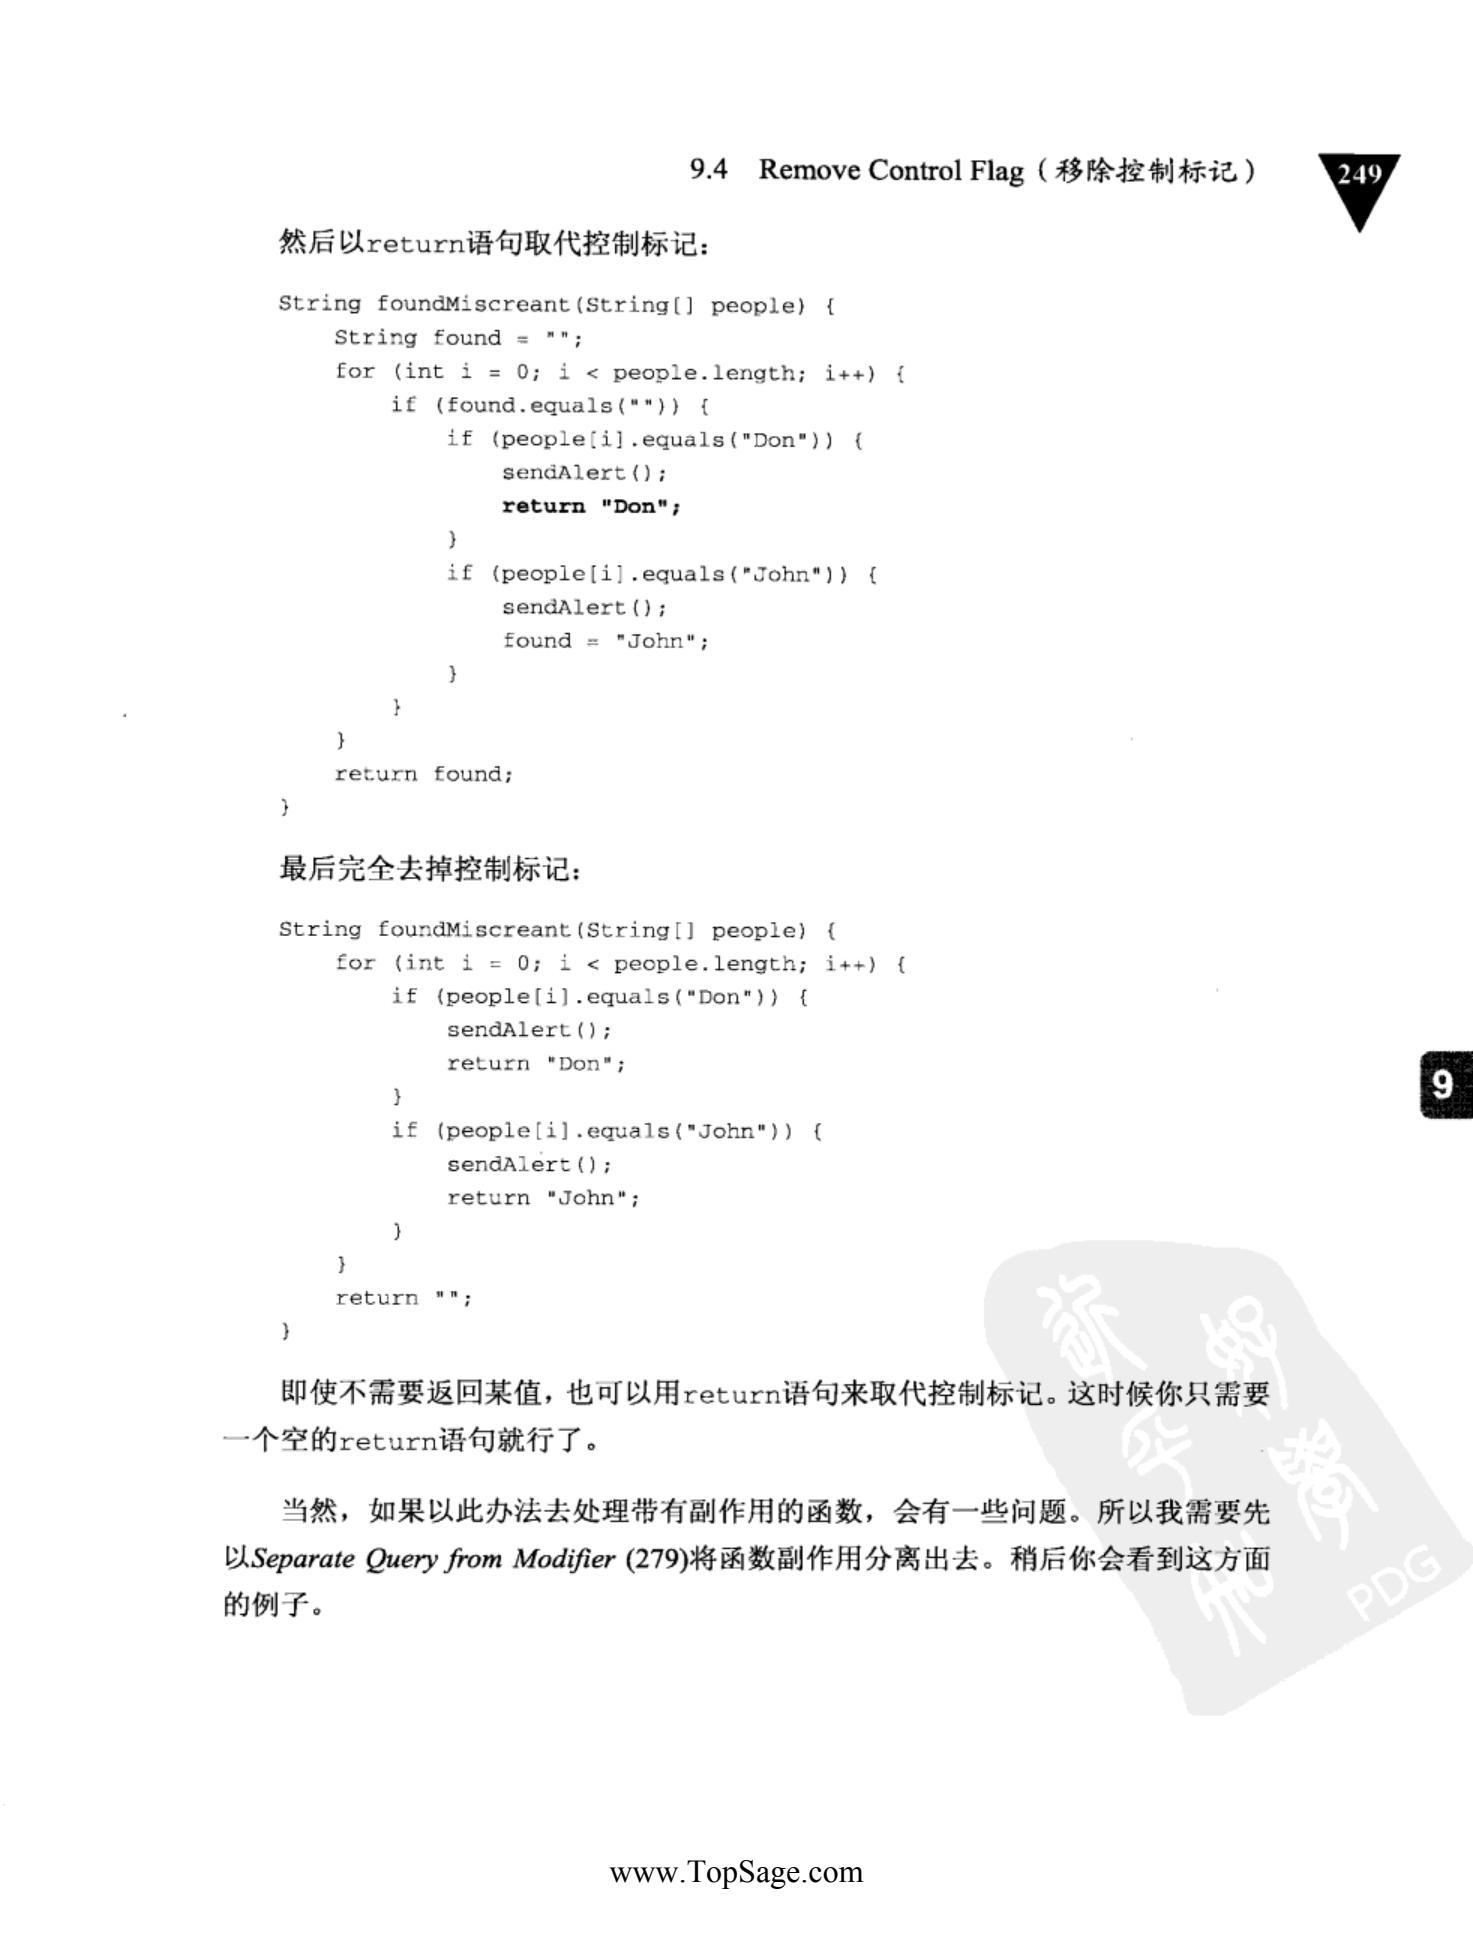 9.4 Remove Control Flag（移除控制标记）
249
然后以return语句取代控制标记：
String foundMiscreant(String[] people) {
    String found = "";
    for (int i = 0; i < people.length; i++) {
        if (found.equals("")) {
            if (people[i].equals("Don")) {
                sendAlert();
                return "Don";
            }
            if (people[i].equals("John")) {
                sendAlert();
                found = "John";
            }
        }
    }
    return found;
}
最后完全去掉控制标记：
String foundMiscreant(String[] people) {
    for (int i = 0; i < people.length; i++) {
        if (people[i].equals("Don")) {
            sendAlert();
            return "Don";
        }
        if (people[i].equals("John")) {
            sendAlert();
            return "John";
        }
    }
    return "";
}
9
即使不需要返回某值，也可以用return语句来取代控制标记。这时候你只需要
一个空的return语句就行了。
当然，如果以此办法去处理带有副作用的函数，会有一些问题。所以我需要先
以Separate Query from Modifier (279)将函数副作用分离出去。稍后你会看到这方面
的例子。
PDG
www.TopSage.com